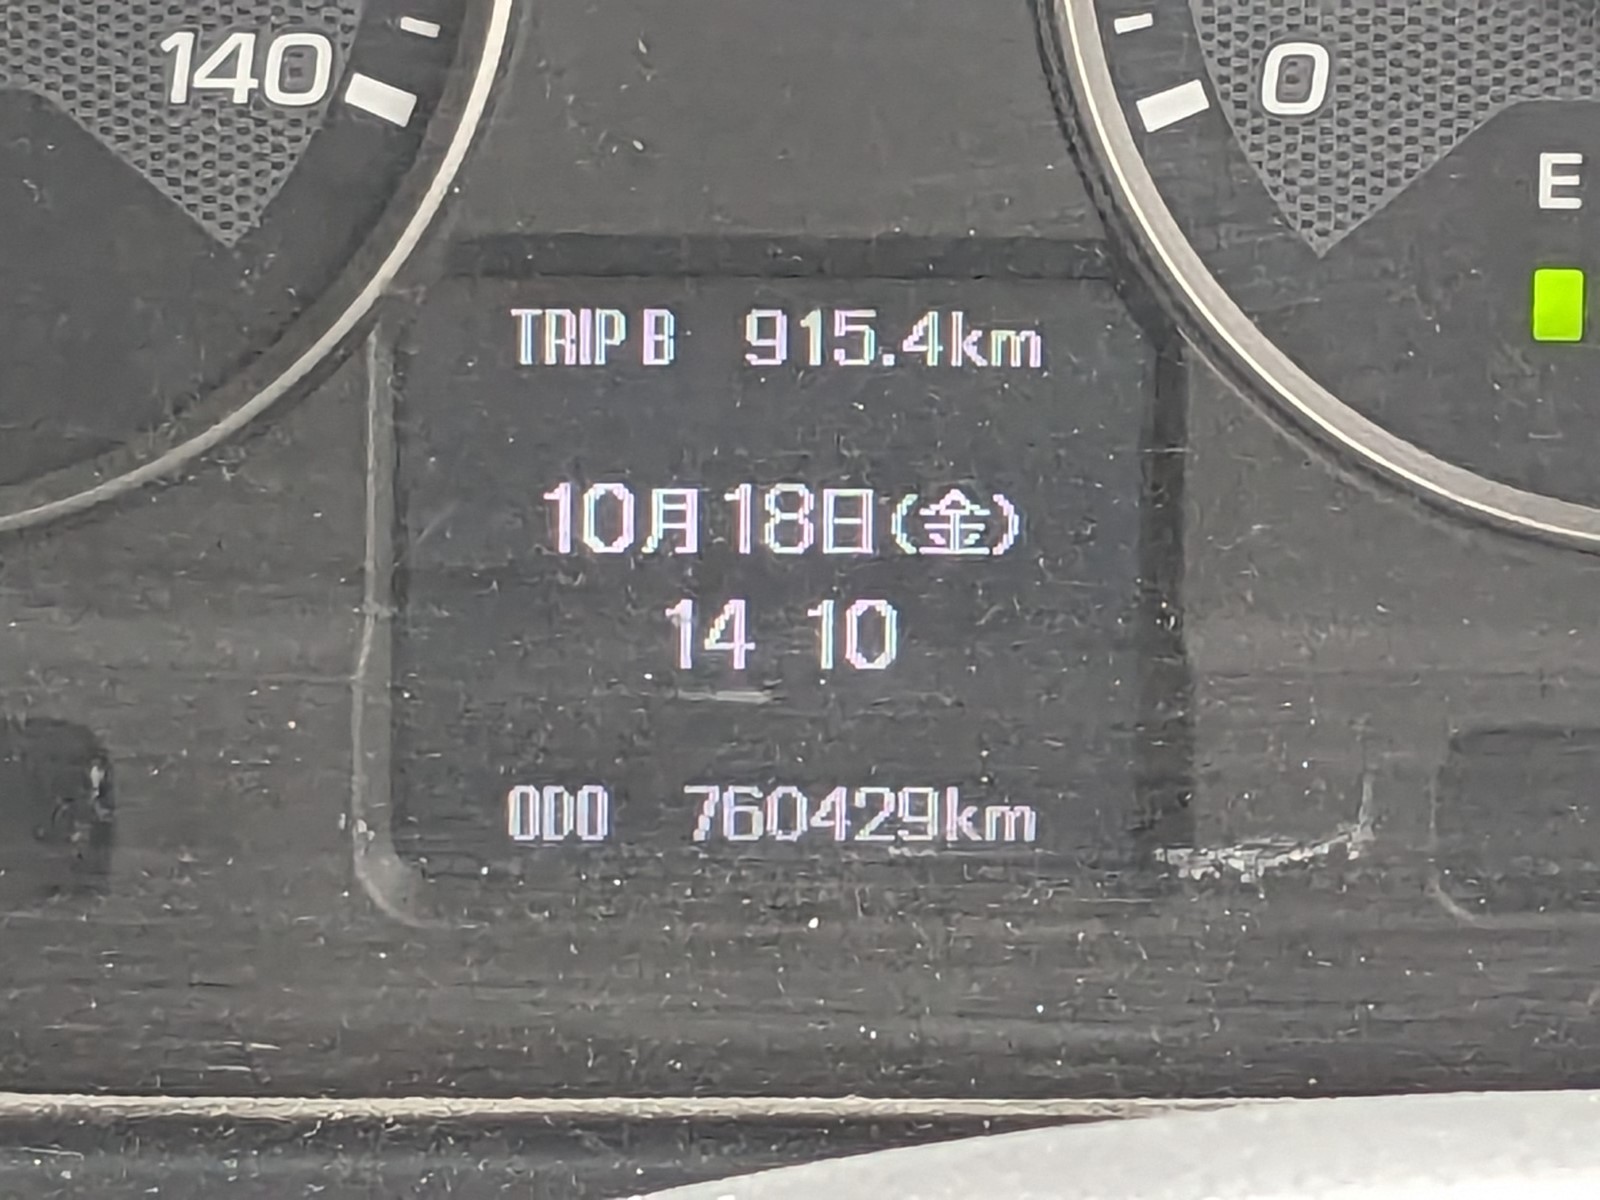 140
0
E
TRIP B 915.4km
10月18日(金)
14 10
ODO 760429km